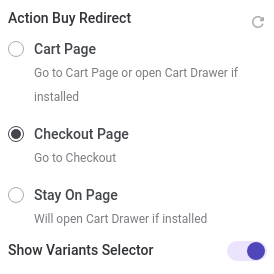 Action Buy Redirect
Cart Page
Go to Cart Page or open Cart Drawer if
installed
Checkout Page
Go to Checkout
Stay On Page
Will open Cart Drawer if installed
Show Variants Selector